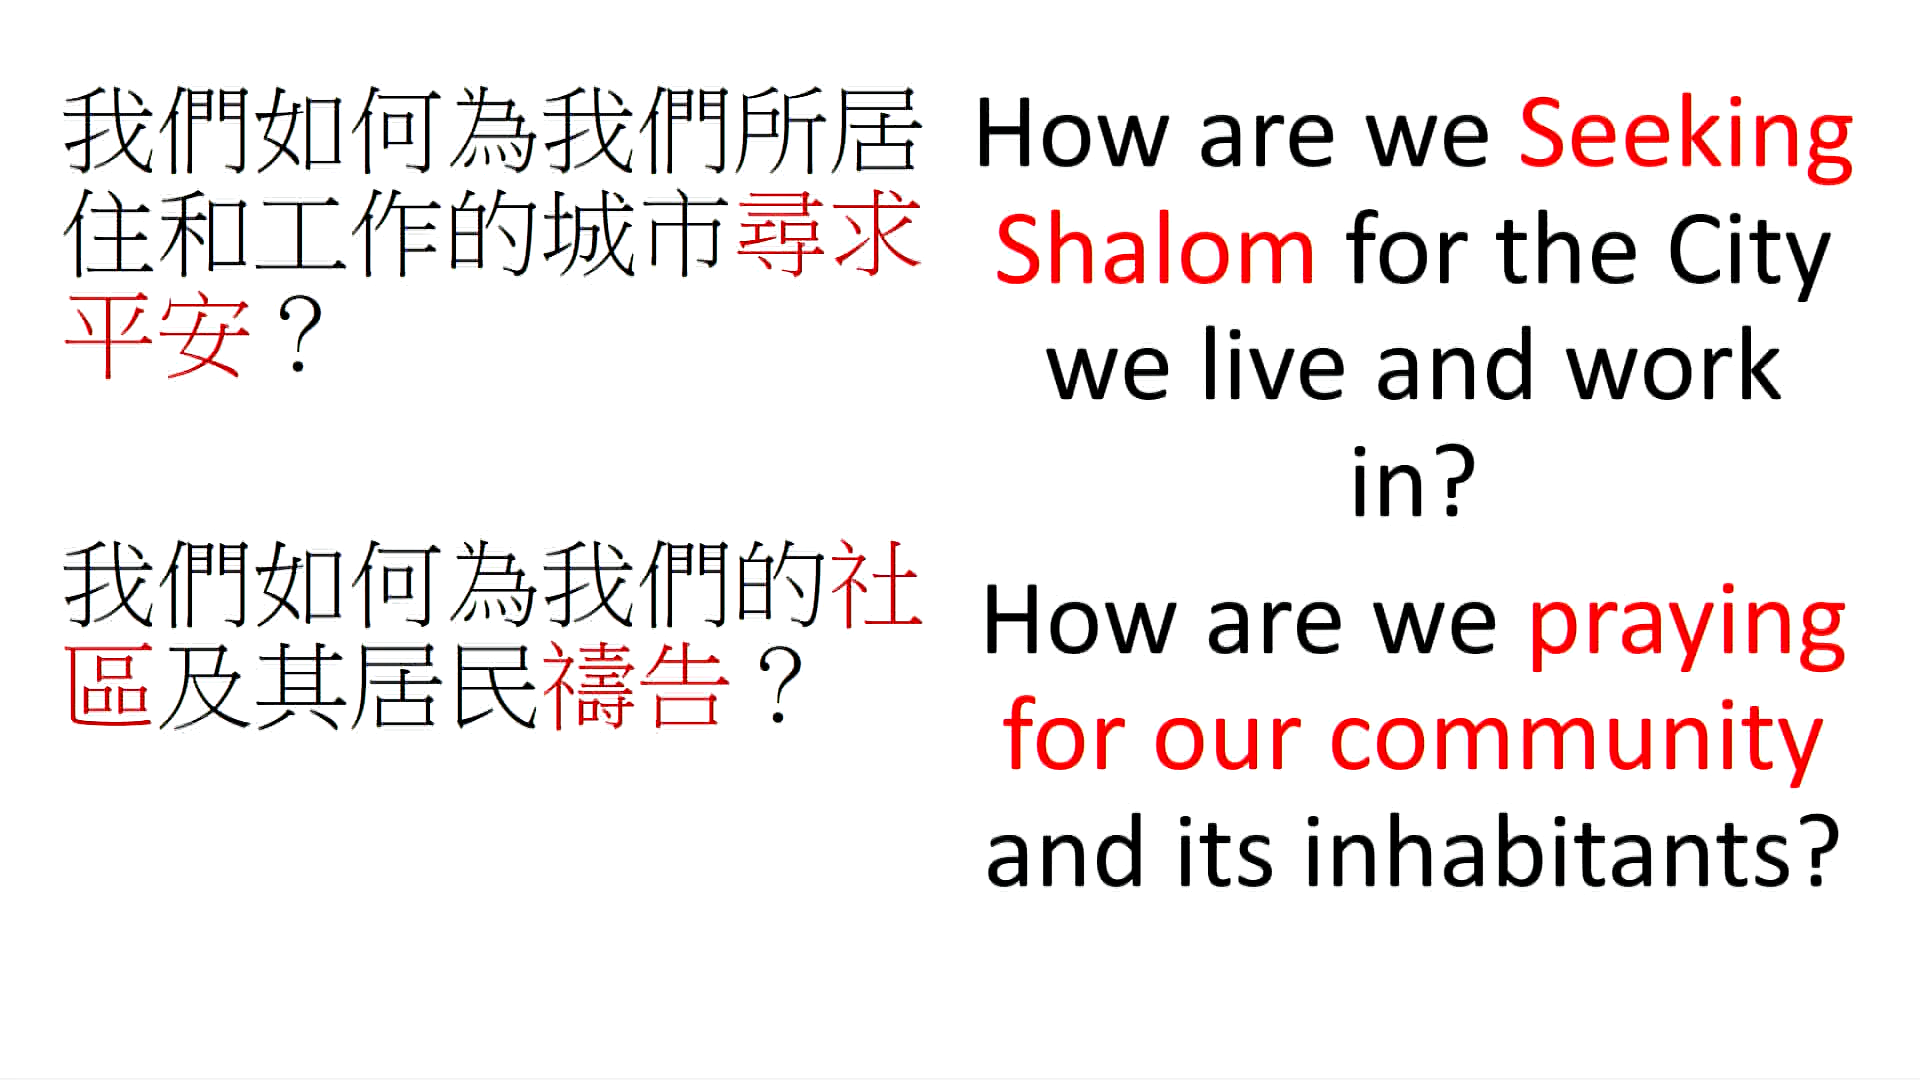 我們如何為我們所居
住和工作的城市尋求
平安？
我們如何為我們的社
區及其居民禱告？
How are we Seeking
Shalom for the City
we live and work
in?
How are we praying
for our community
and its inhabitants?